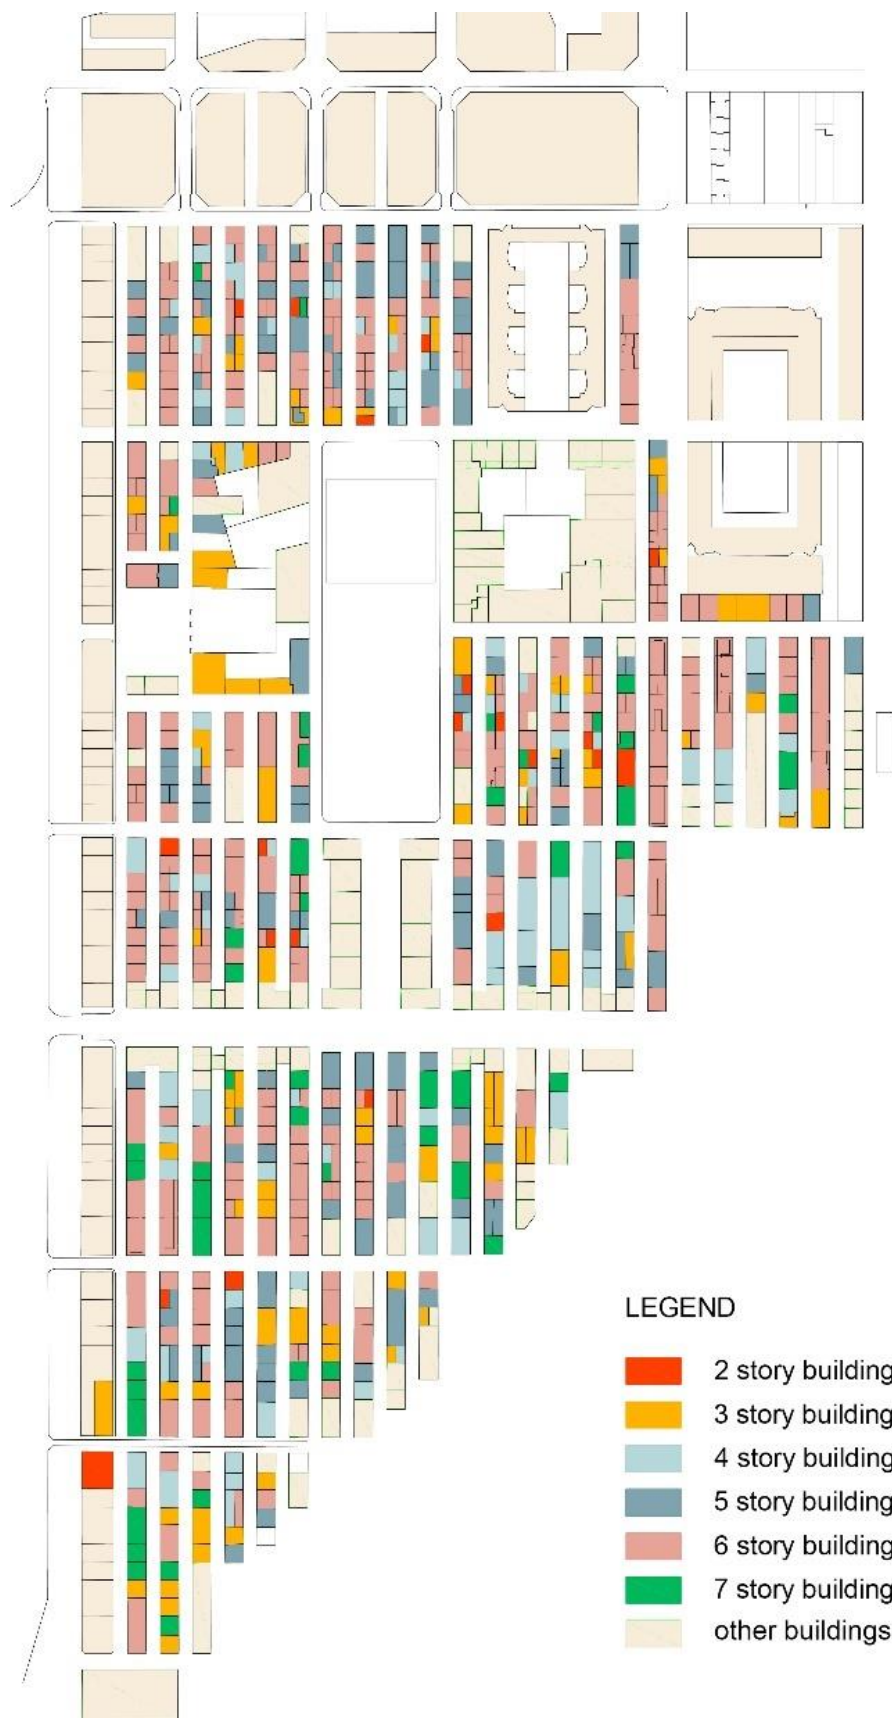 LEGEND
2 story building
3 story building
4 story building
5 story building
6 story building
7 story building
other buildings